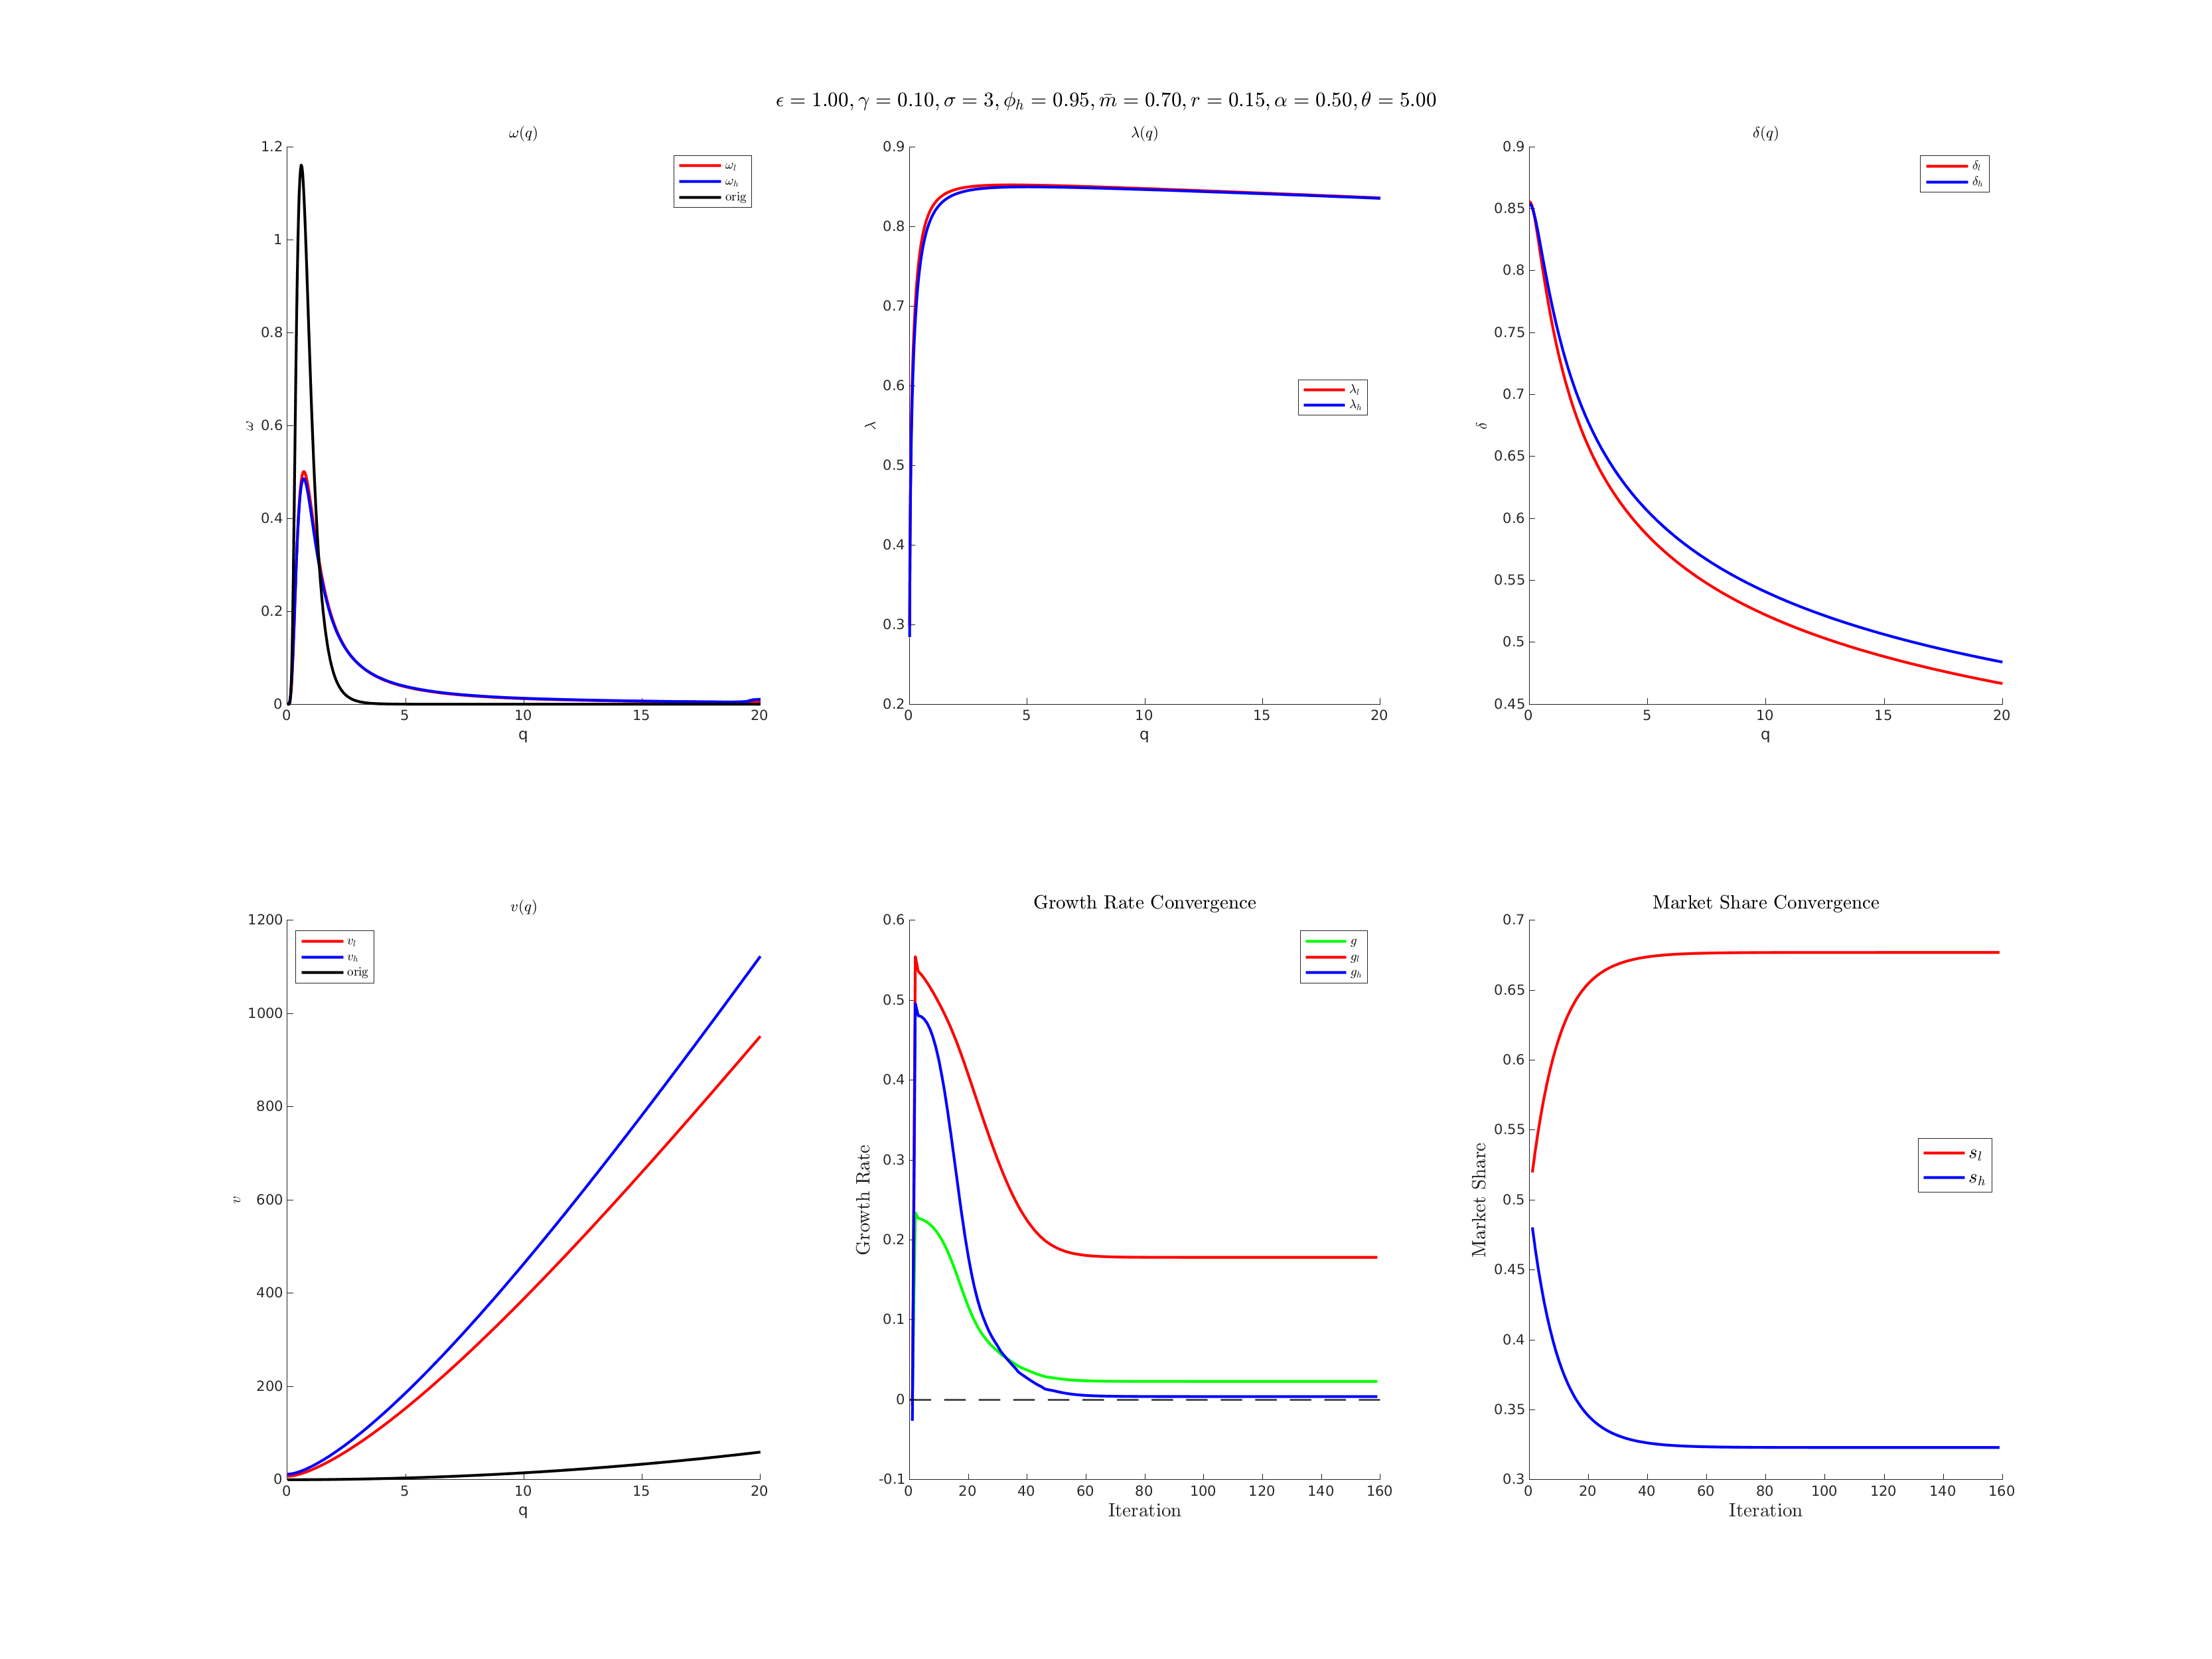 ϵ = 1.00, γ = 0.10, σ = 3, ϕ_h = 0.95, m̄ = 0.70, r = 0.15, α = 0.50, θ = 5.00
ω(q)
1.2
1
0.8
0.6
0.4
0.2
0
ω
ω_l
ω_h
orig
0 5 10 15 20
q
λ(q)
0.9
0.8
0.7
0.6
0.5
0.4
0.3
0.2
λ
λ_l
λ_h
0 5 10 15 20
q
δ(q)
0.9
0.85
0.8
0.75
0.7
0.65
0.6
0.55
0.5
0.45
δ
δ_l
δ_h
0 5 10 15 20
q
v(q)
1200
1000
800
600
400
200
0
v
v_l
v_h
orig
0 5 10 15 20
q
Growth Rate Convergence
0.6
0.5
0.4
0.3
0.2
0.1
0
-0.1
Growth Rate
g
g_l
g_h
0 20 40 60 80 100 120 140 160
Iteration
Market Share Convergence
0.7
0.65
0.6
0.55
0.5
0.45
0.4
0.35
0.3
Market Share
s_l
s_h
0 20 40 60 80 100 120 140 160
Iteration